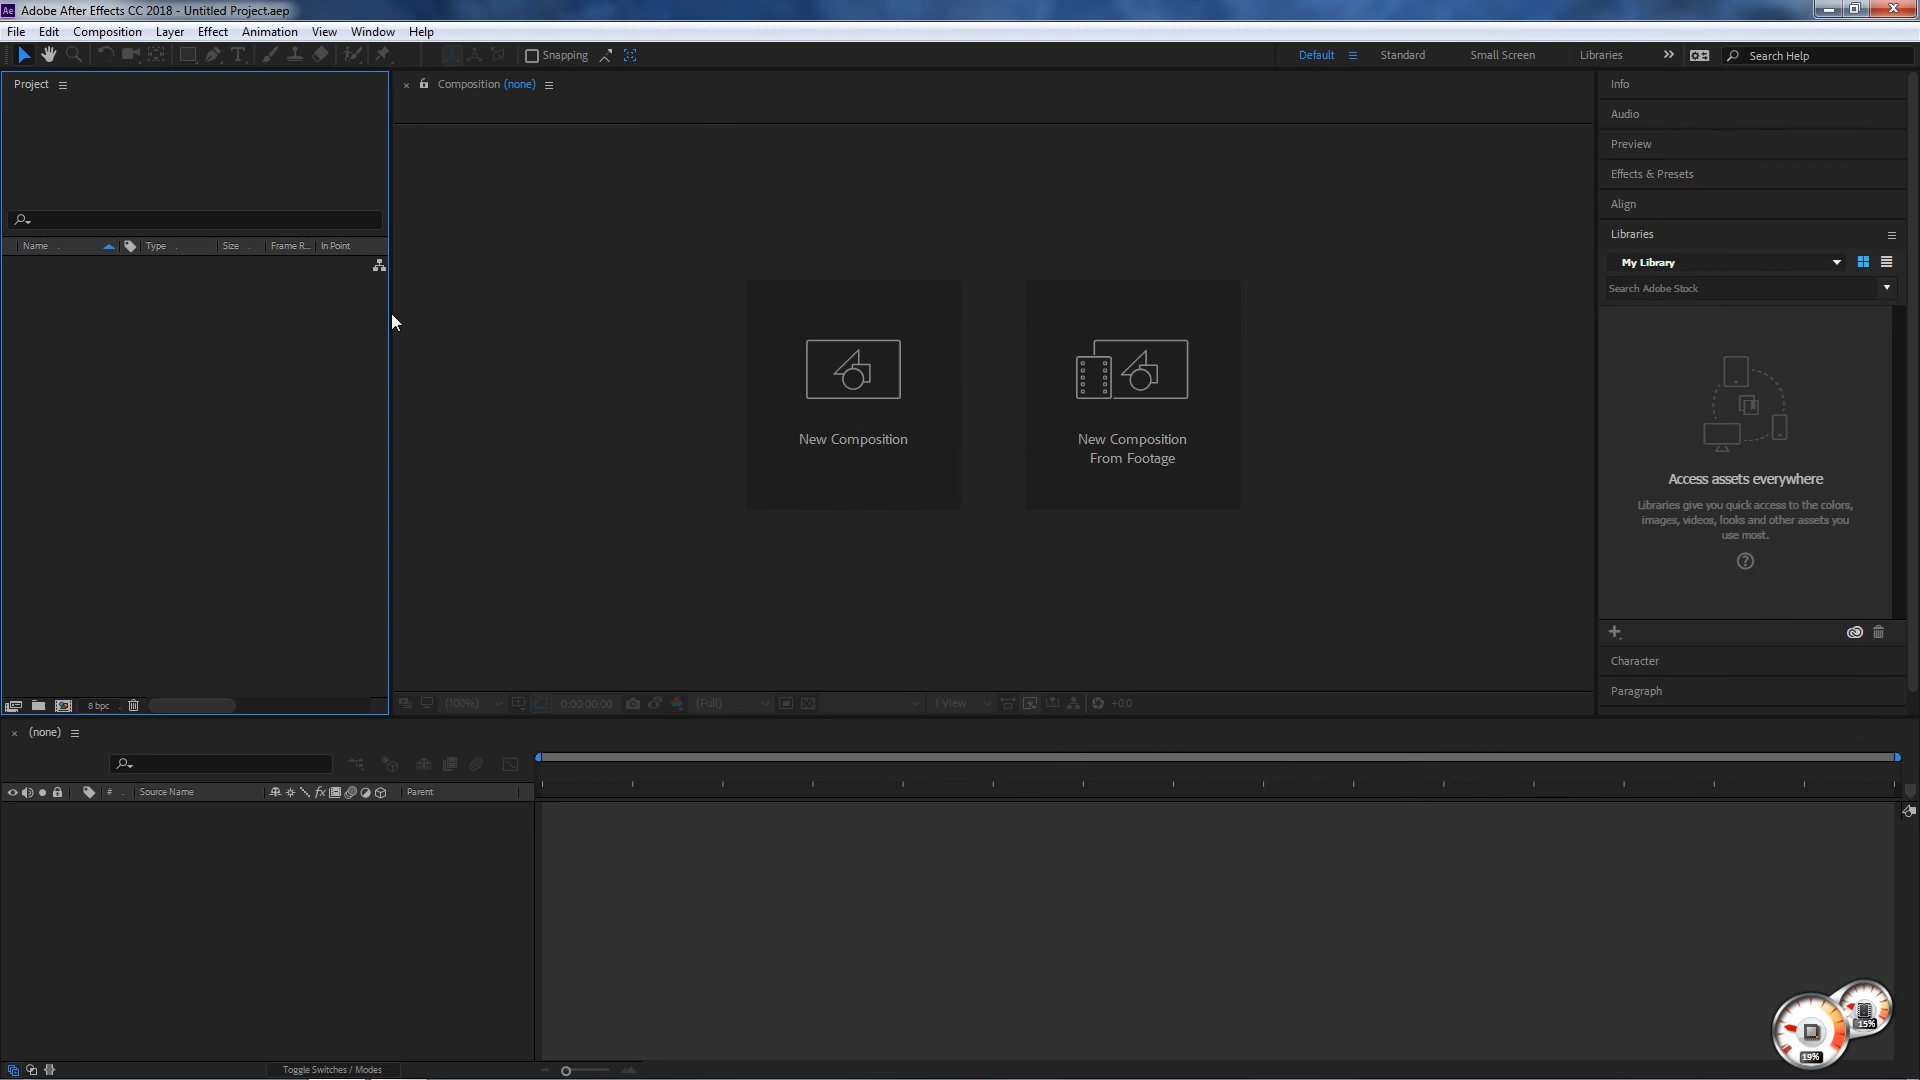 Ae Adobe After Effects CC 2018 - Untitled Project.aep
File Edit Composition Layer Effect Animation View Window Help
Snapping Default Standard Small Screen Libraries Search Help
Project
Composition (none)
Info
Audio
Preview
Effects & Presets
Align
Libraries
My Library
Search Adobe Stock
Name Type Size Frame R... In Point
New Composition
New Composition
From Footage
Access assets everywhere
Libraries give you quick access to the colors,
images, videos, looks and other assets you
use most.
?
Character
Paragraph
8 bpc
(100%) 0:00:00:00 (Full) 1 View +0.0
(none)
# Source Name fx Parent
Toggle Switches / Modes
15%
19%